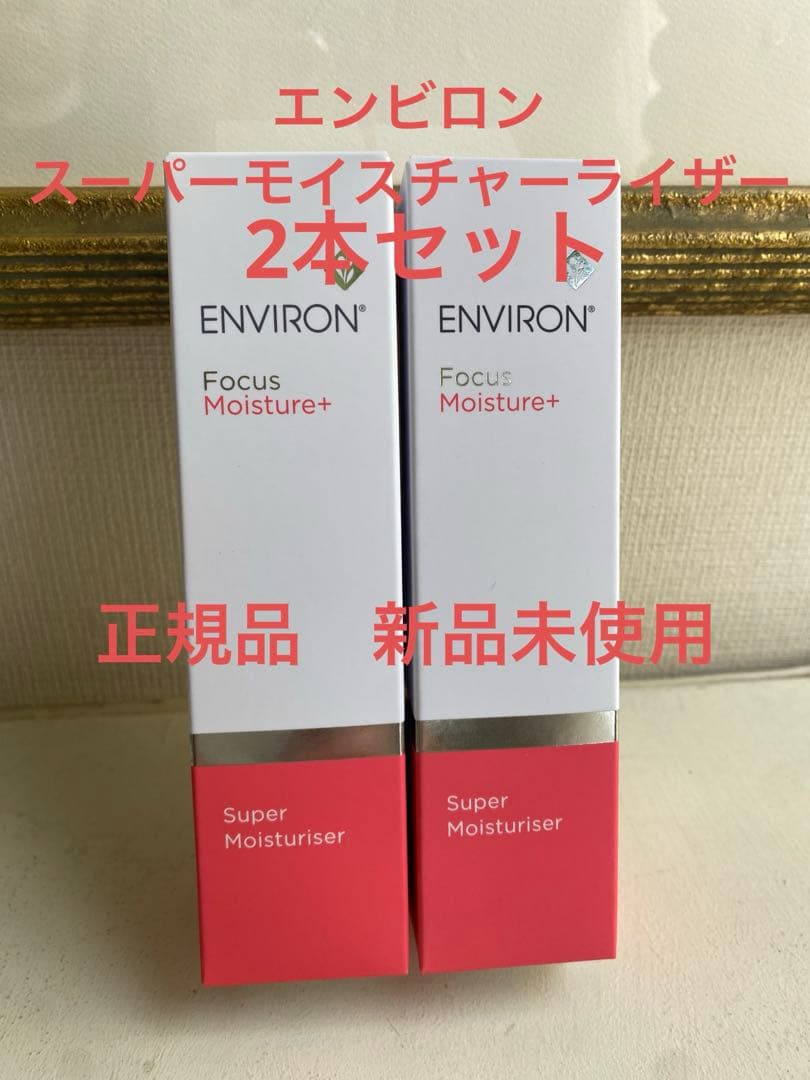 エンビロン
スーパーモイスチャーライザー
2本セット
ENVIRON®
Focus
Moisture+
Super
Moisturiser
ENVIRON®
Focus
Moisture+
Super
Moisturiser
正規品　新品未使用